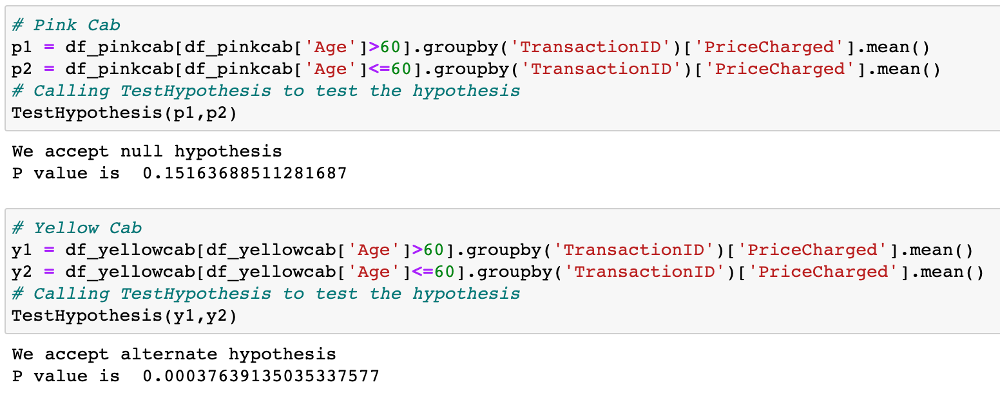 # Pink Cab
p1 = df_pinkcab[df_pinkcab['Age']>60].groupby('TransactionID')['PriceCharged'].mean()
p2 = df_pinkcab[df_pinkcab['Age']<=60].groupby('TransactionID')['PriceCharged'].mean()
# Calling TestHypothesis to test the hypothesis
TestHypothesis(p1,p2)
We accept null hypothesis
P value is  0.15163688511281687
# Yellow Cab
y1 = df_yellowcab[df_yellowcab['Age']>60].groupby('TransactionID')['PriceCharged'].mean()
y2 = df_yellowcab[df_yellowcab['Age']<=60].groupby('TransactionID')['PriceCharged'].mean()
# Calling TestHypothesis to test the hypothesis
TestHypothesis(y1,y2)
We accept alternate hypothesis
P value is  0.00037639135035337577